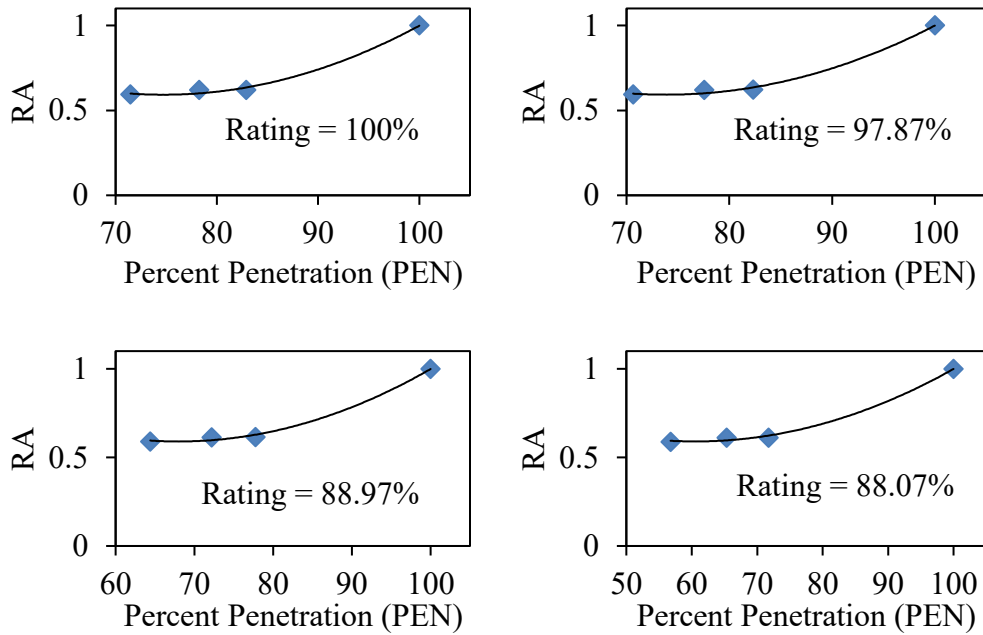 1
0.5
0
RA
Rating = 100%
70 80 90 100
Percent Penetration (PEN)
1
0.5
0
RA
Rating = 97.87%
70 80 90 100
Percent Penetration (PEN)
1
0.5
0
RA
Rating = 88.97%
60 70 80 90 100
Percent Penetration (PEN)
1
0.5
0
RA
Rating = 88.07%
50 60 70 80 90 100
Percent Penetration (PEN)